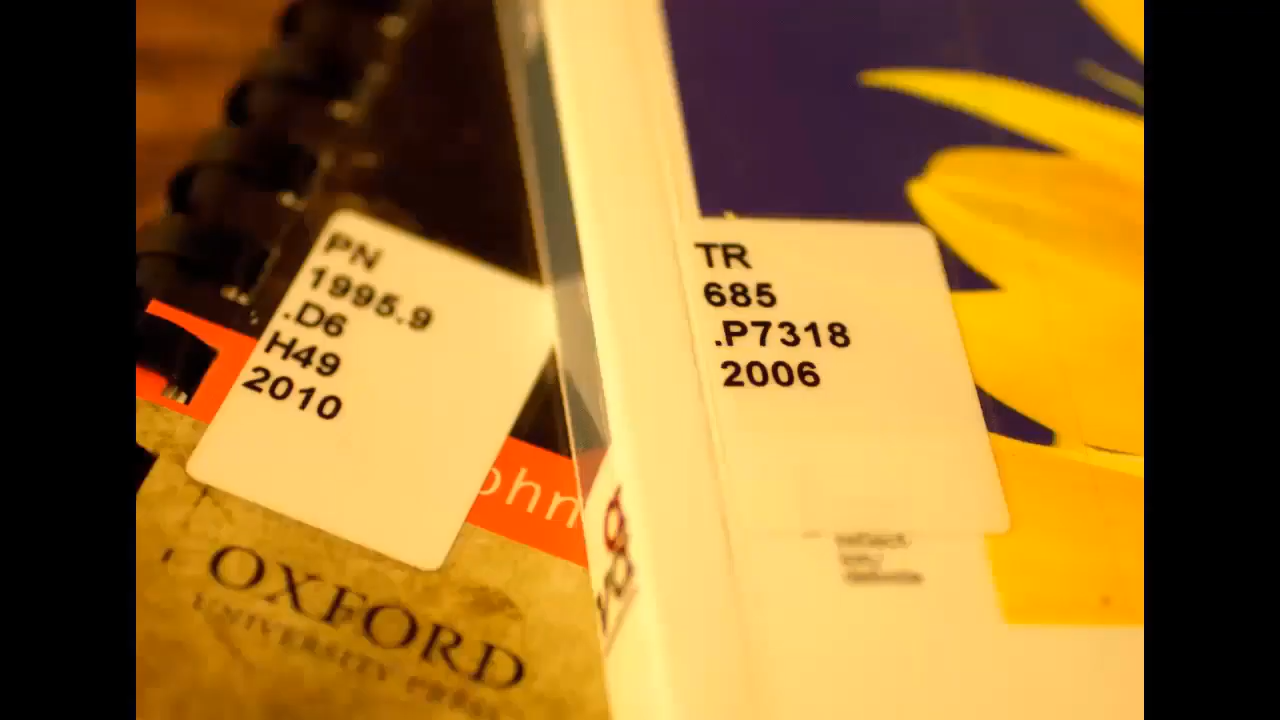 PN
1995.9
.D6
H49
2010
ohn
OXFORD
UNIVERSITY PRESS
TR
685
.P7318
2006